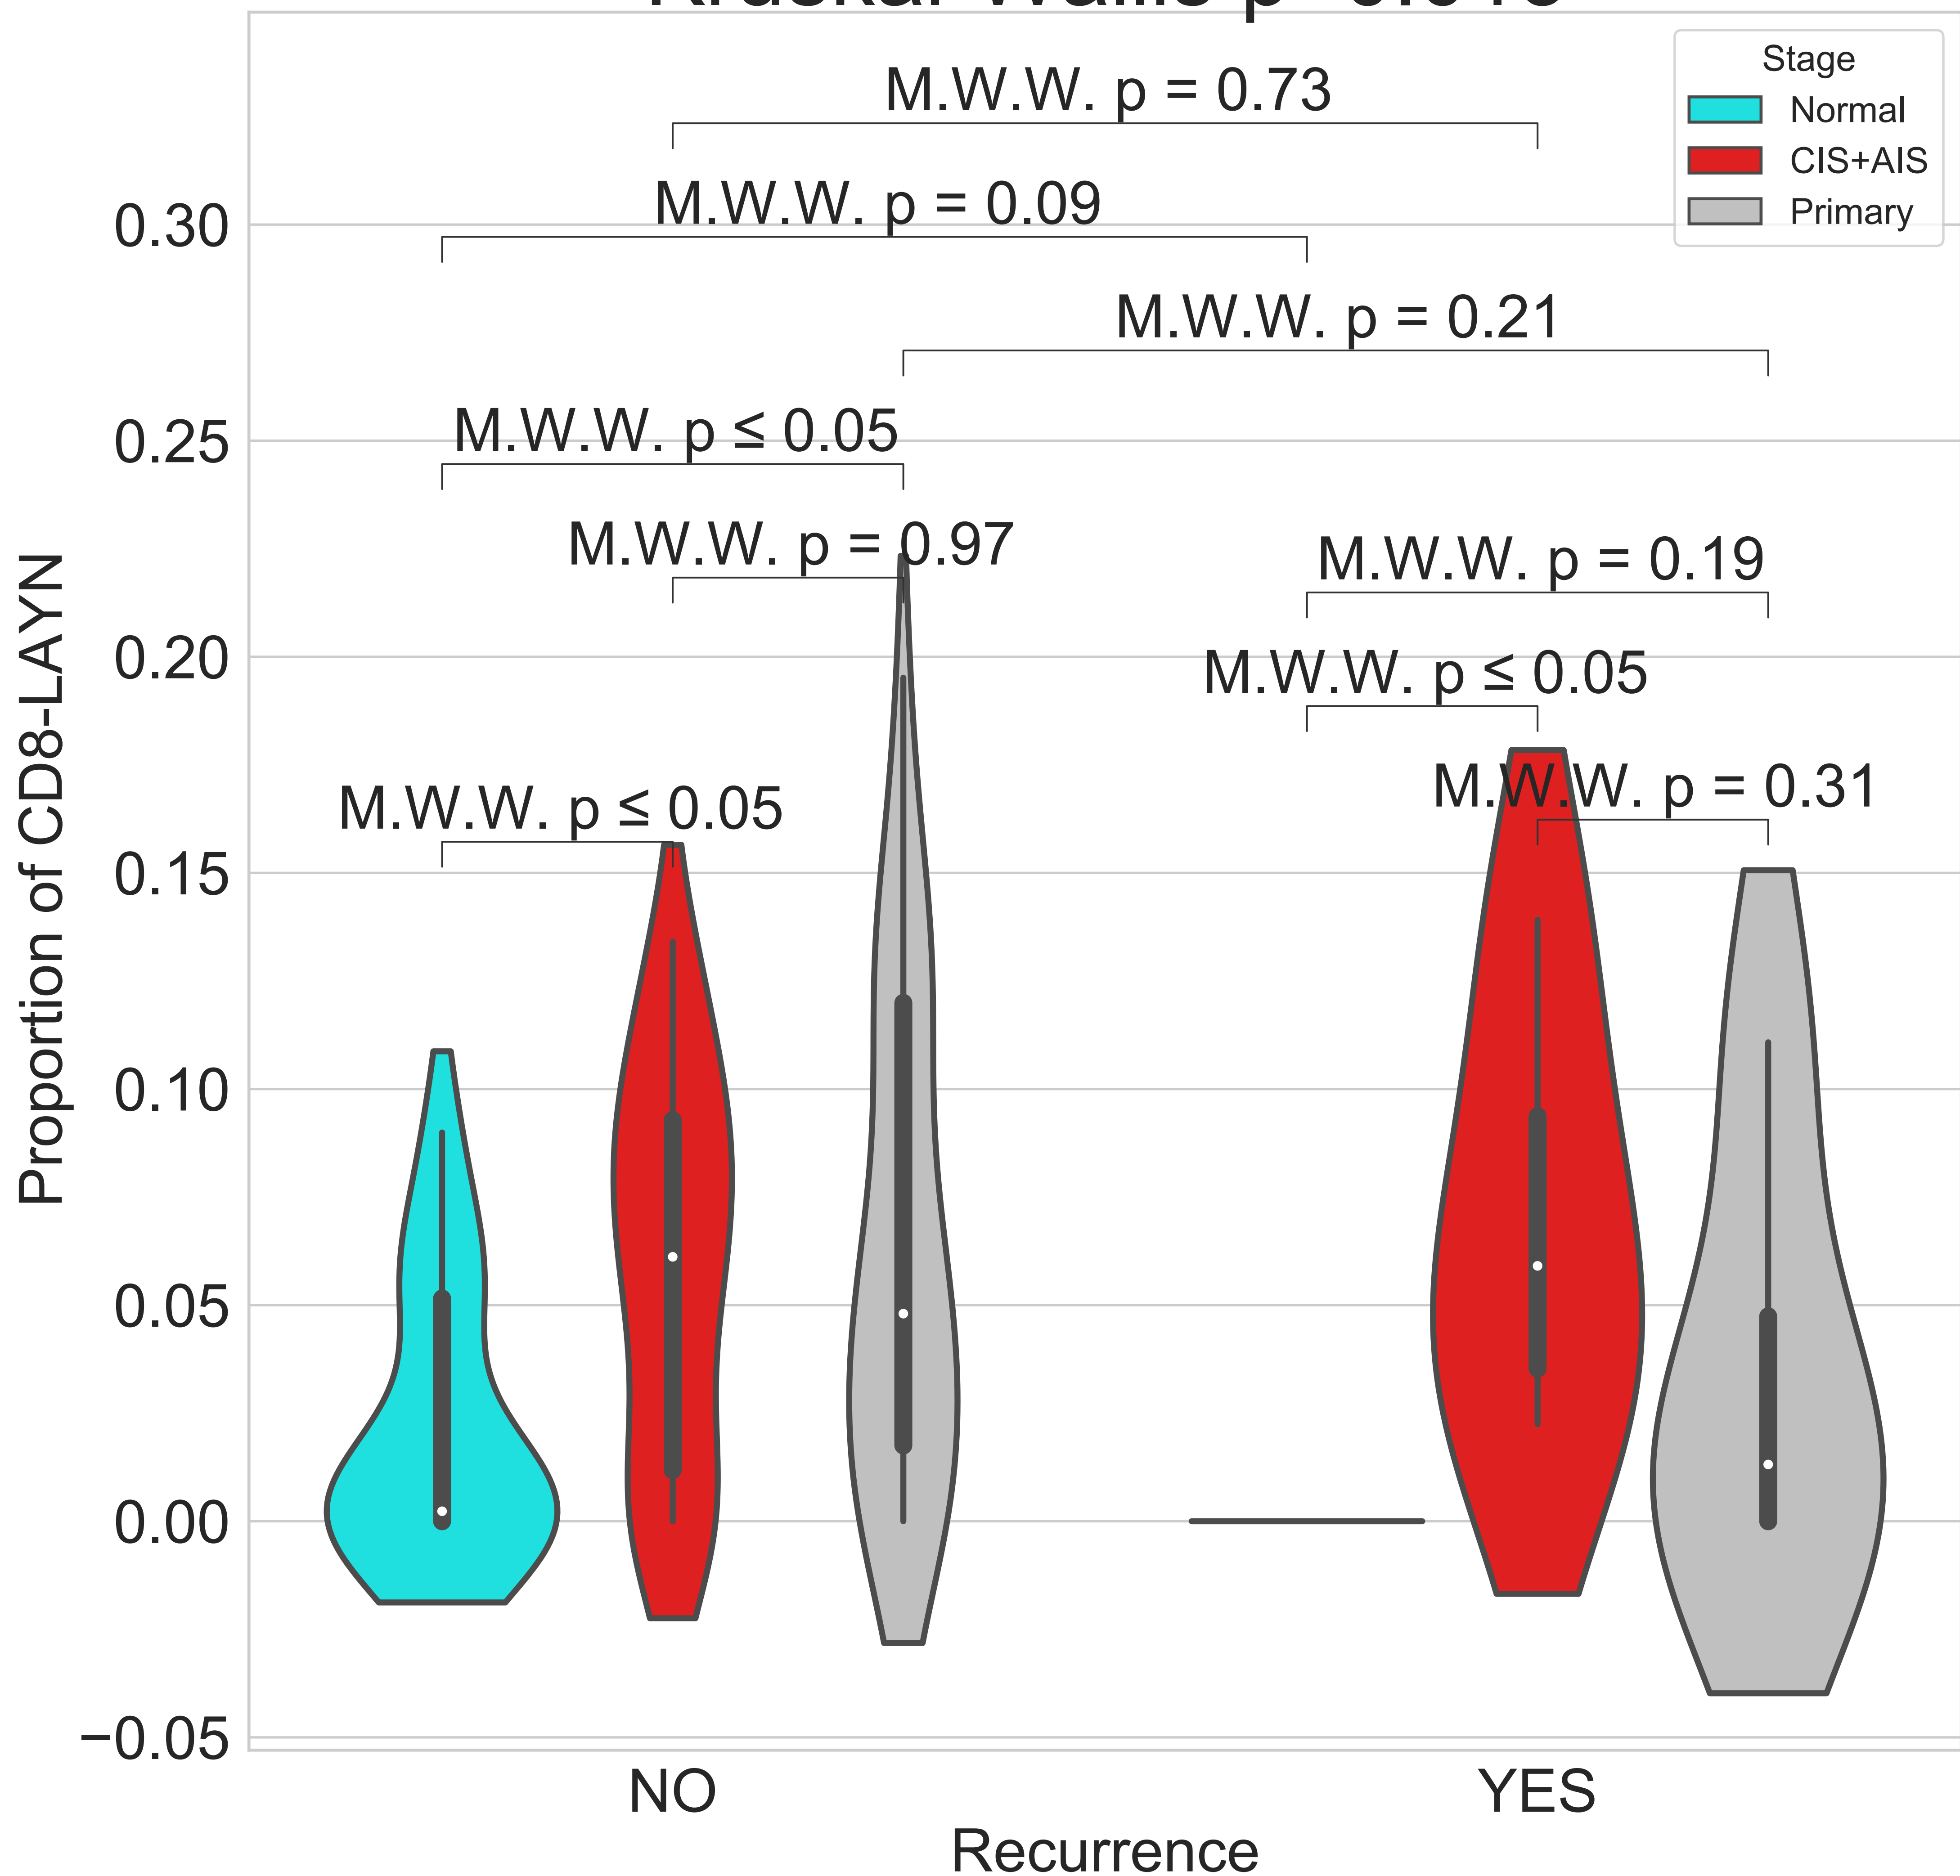 Stage
Normal
CIS+AIS
Primary
M.W.W. p = 0.73
M.W.W. p = 0.09
M.W.W. p = 0.21
M.W.W. p ≤ 0.05
M.W.W. p = 0.97
M.W.W. p = 0.19
M.W.W. p ≤ 0.05
M.W.W. p = 0.31
M.W.W. p ≤ 0.05
0.30
0.25
0.20
0.15
0.10
0.05
0.00
−0.05
Proportion of CD8-LAYN
NO
YES
Recurrence